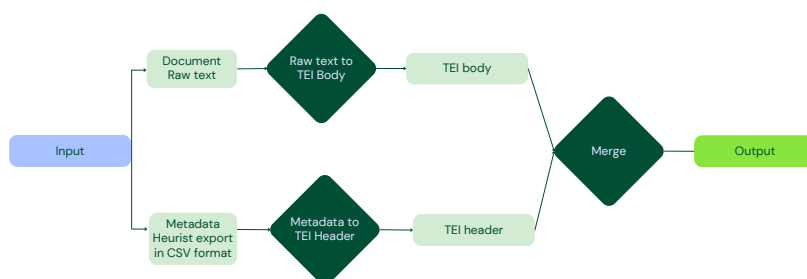 Input
Document
Raw text
Raw text to
TEI Body
TEI body
Metadata
Heurist export
in CSV format
Metadata to
TEI Header
TEI header
Merge
Output